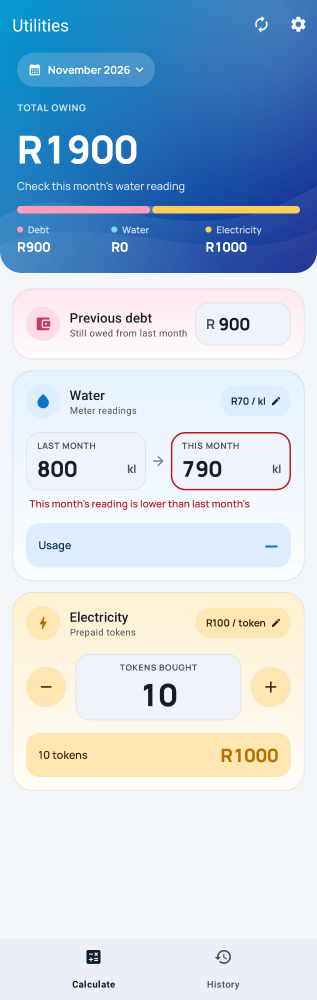 Utilities
November 2026
TOTAL OWING
R1900
Check this month's water reading
Debt
Water
Electricity
R900
R0
R1000
Previous debt
Still owed from last month
R 900
Water
Meter readings
R70 / kl
LAST MONTH
800 kl
THIS MONTH
790 kl
This month's reading is lower than last month's
Usage
—
Electricity
Prepaid tokens
R100 / token
TOKENS BOUGHT
10
10 tokens
R1000
Calculate
History